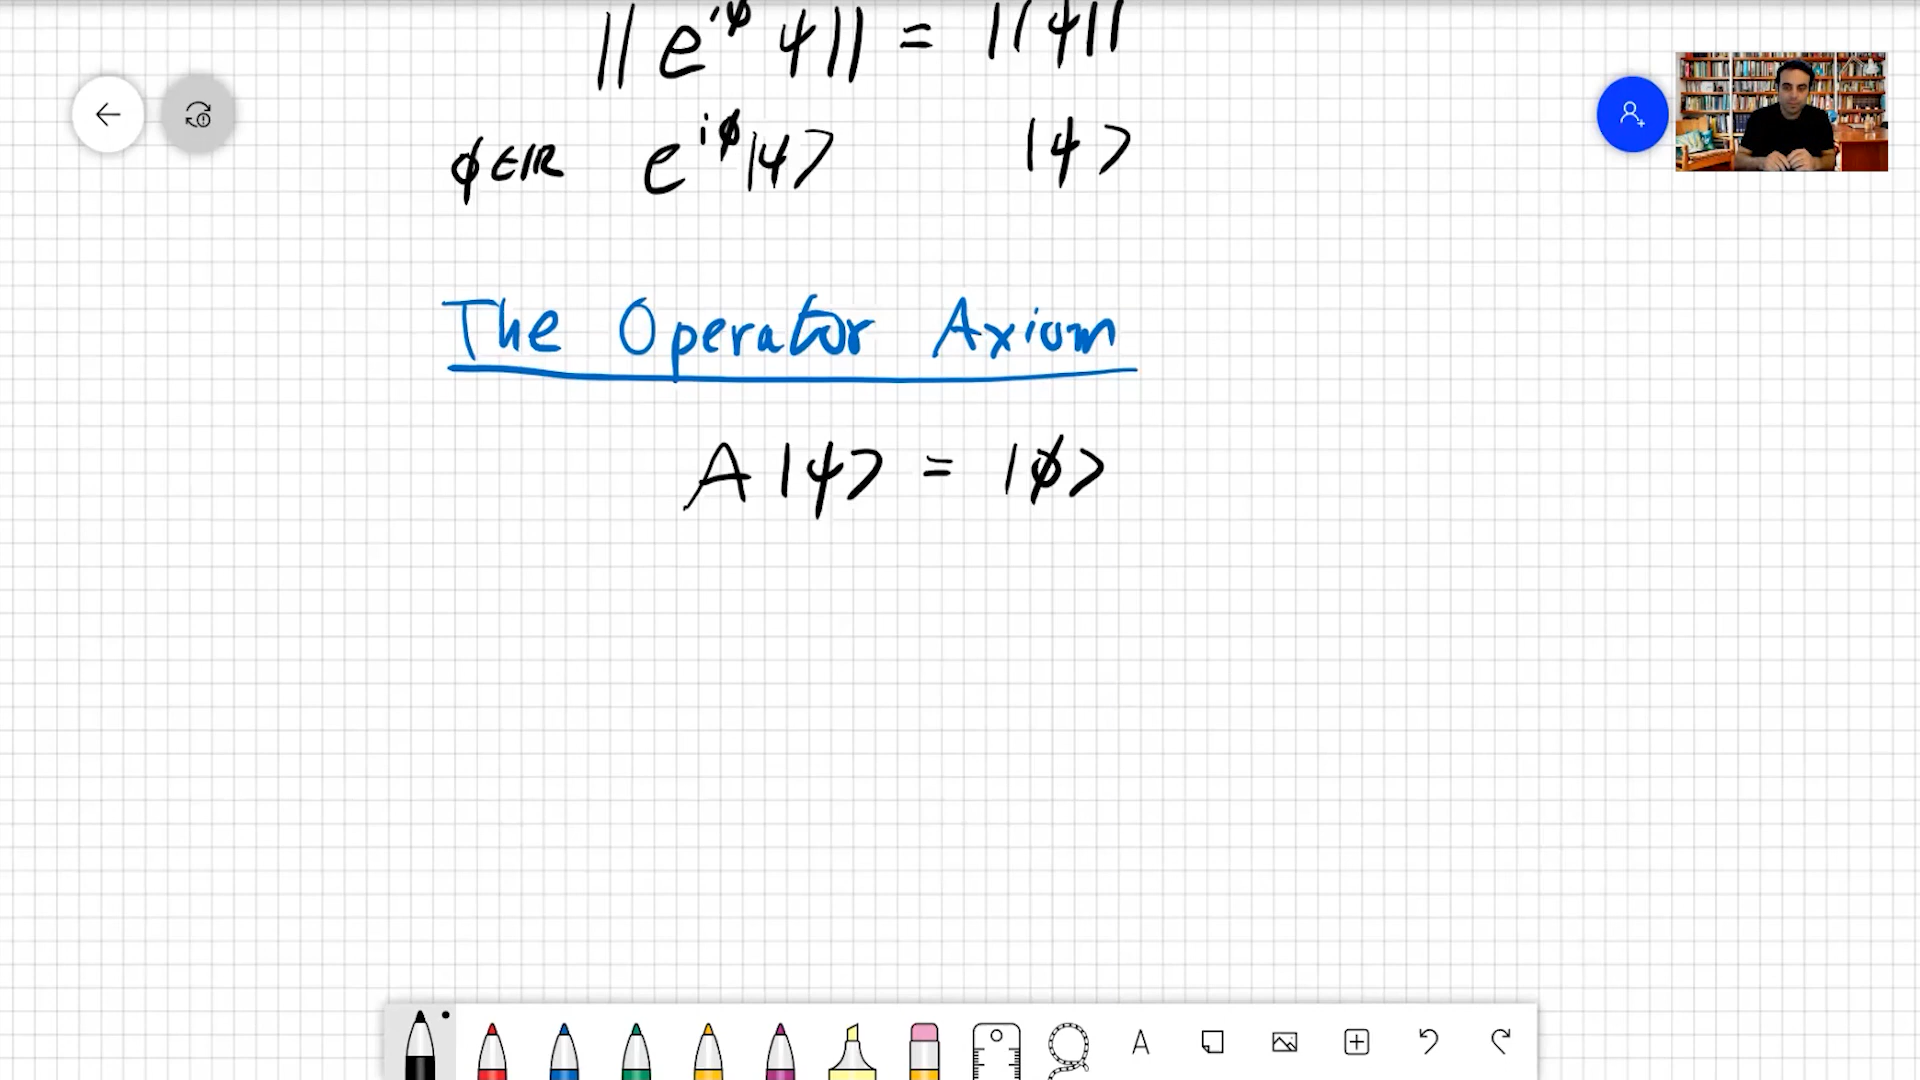 || e^{iϕ} ψ || = || ψ ||
ϕ ∈ ℝ e^{iϕ} |ψ> |ψ>
The Operator Axiom
A |ψ> = |ϕ>
A